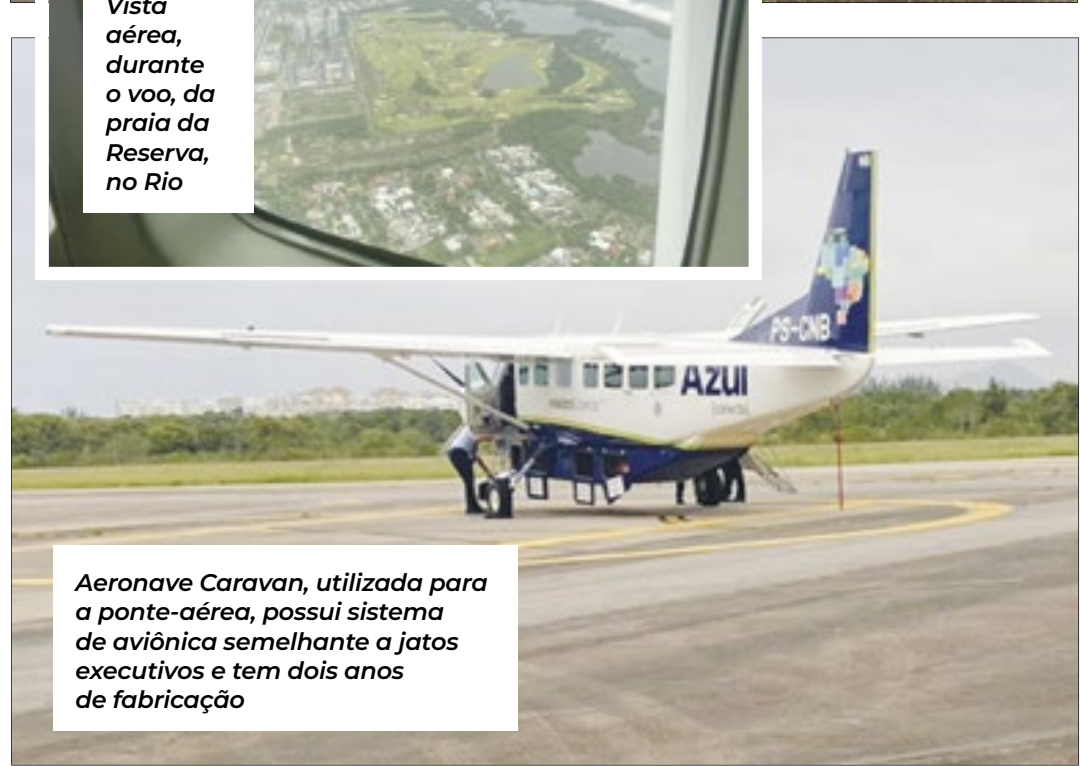 Vista
aérea,
durante
o voo, da
praia da
Reserva,
no Rio
PS-CNB
Azul
Aeronave Caravan, utilizada para
a ponte-aérea, possui sistema
de aviônica semelhante a jatos
executivos e tem dois anos
de fabricação